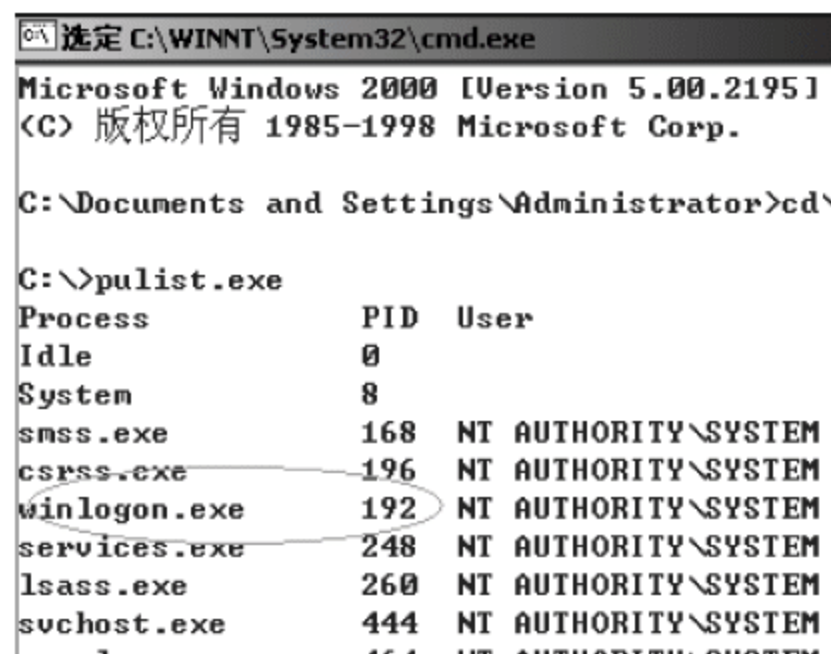 选定 C:\WINNT\System32\cmd.exe
Microsoft Windows 2000 [Version 5.00.2195]
(C) 版权所有 1985-1998 Microsoft Corp.
C:\Documents and Settings\Administrator>cd\
C:\>pulist.exe
Process PID User
Idle 0
System 8
smss.exe 168 NT AUTHORITY\SYSTEM
csrss.exe 196 NT AUTHORITY\SYSTEM
winlogon.exe 192 NT AUTHORITY\SYSTEM
services.exe 248 NT AUTHORITY\SYSTEM
lsass.exe 260 NT AUTHORITY\SYSTEM
svchost.exe 444 NT AUTHORITY\SYSTEM